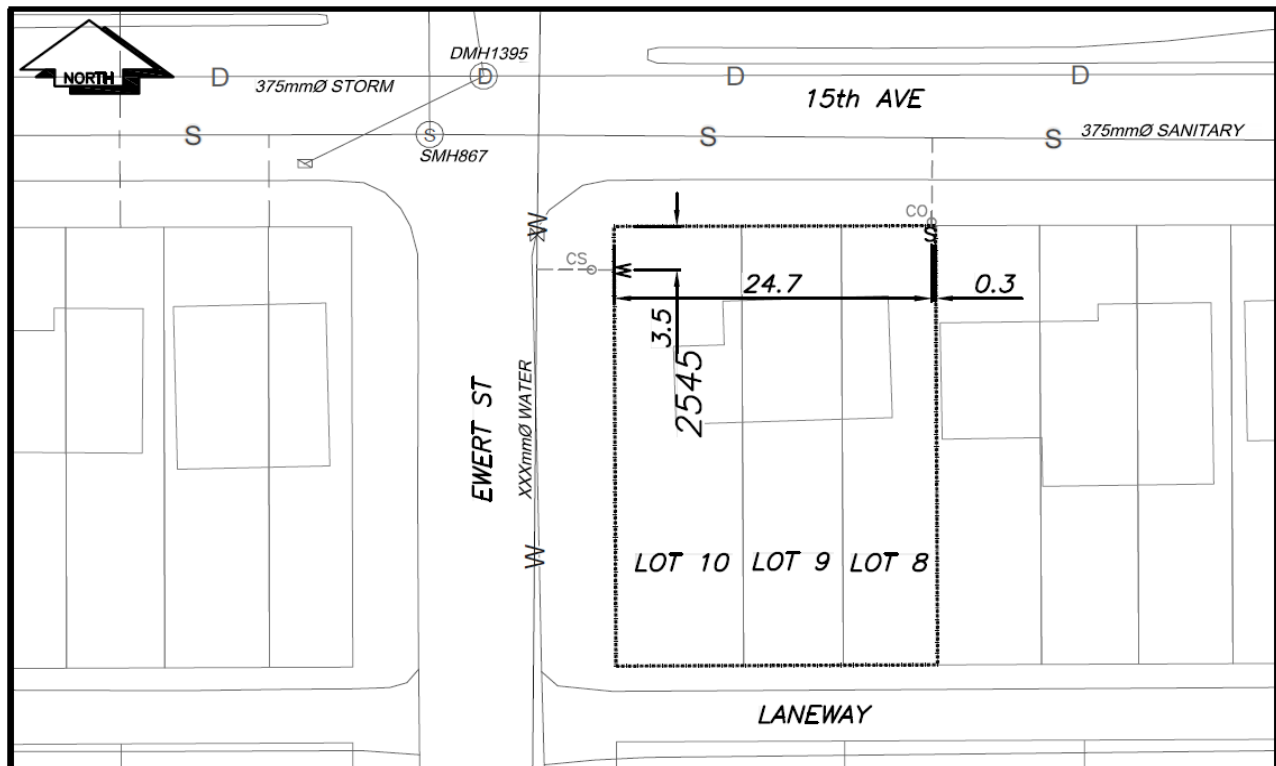 DMH1395
NORTH
D
375mmØ STORM
D
D
D
15th AVE
S
S
S
S
375mmØ SANITARY
SMH867
CO
W
S
CS
W
24.7
0.3
3.5
2545
EWERT ST
XXXmmØ WATER
W
LOT 10
LOT 9
LOT 8
LANEWAY